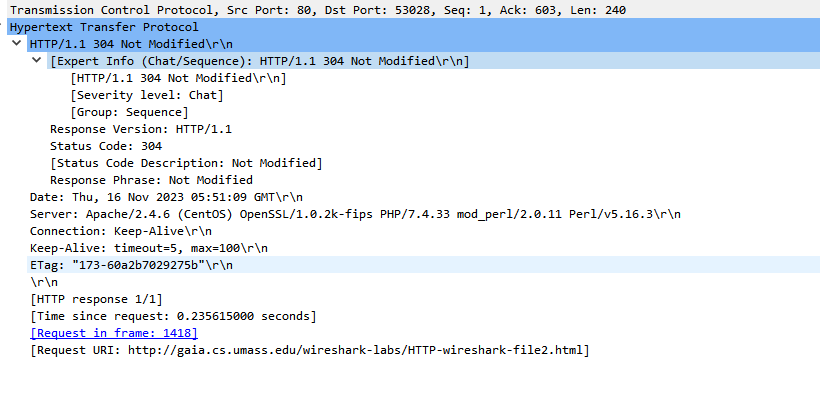 Transmission Control Protocol, Src Port: 80, Dst Port: 53028, Seq: 1, Ack: 603, Len: 240
Hypertext Transfer Protocol
HTTP/1.1 304 Not Modified\r\n
[Expert Info (Chat/Sequence): HTTP/1.1 304 Not Modified\r\n]
[HTTP/1.1 304 Not Modified\r\n]
[Severity level: Chat]
[Group: Sequence]
Response Version: HTTP/1.1
Status Code: 304
[Status Code Description: Not Modified]
Response Phrase: Not Modified
Date: Thu, 16 Nov 2023 05:51:09 GMT\r\n
Server: Apache/2.4.6 (CentOS) OpenSSL/1.0.2k-fips PHP/7.4.33 mod_perl/2.0.11 Perl/v5.16.3\r\n
Connection: Keep-Alive\r\n
Keep-Alive: timeout=5, max=100\r\n
ETag: "173-60a2b7029275b"\r\n
\r\n
[HTTP response 1/1]
[Time since request: 0.235615000 seconds]
[Request in frame: 1418]
[Request URI: http://gaia.cs.umass.edu/wireshark-labs/HTTP-wireshark-file2.html]